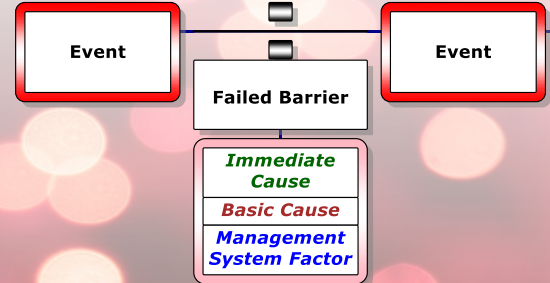 Event
Event
Failed Barrier
Immediate
Cause
Basic Cause
Management
System Factor